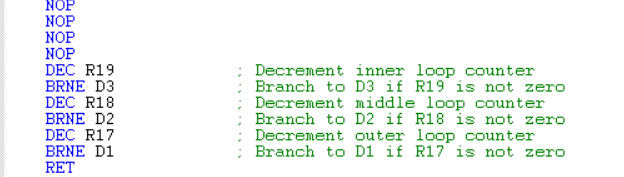 NOP
NOP
NOP
NOP
DEC R19 ; Decrement inner loop counter
BRNE D3 ; Branch to D3 if R19 is not zero
DEC R18 ; Decrement middle loop counter
BRNE D2 ; Branch to D2 if R18 is not zero
DEC R17 ; Decrement outer loop counter
BRNE D1 ; Branch to D1 if R17 is not zero
RET